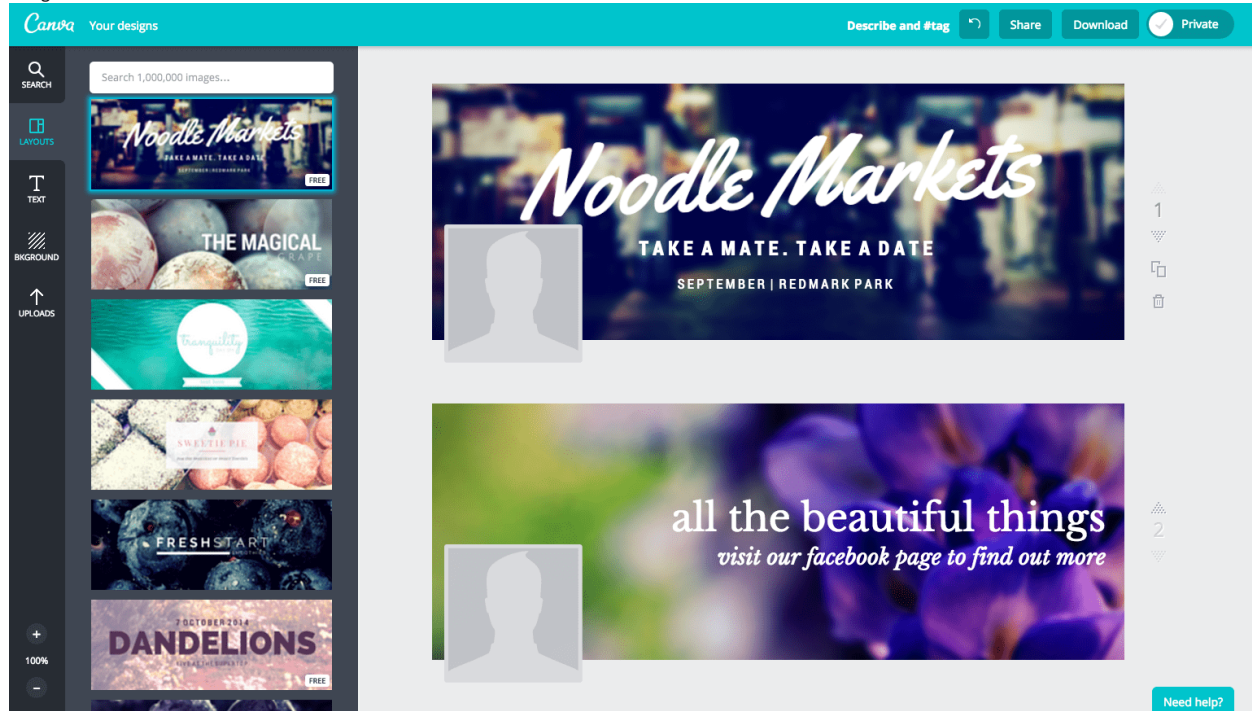 Canva Your designs Describe and #tag Share Download Private
SEARCH
LAYOUTS
TEXT
BKGROUND
UPLOADS
+
100%
-
Search 1,000,000 images...
Noodle Markets
TAKE A MATE. TAKE A DATE
SEPTEMBER | REDMARK PARK
FREE
THE MAGICAL
GRAPE
FREE
tranquility
SWEETIE PIE
FRESHSTART
SMOOTHIES
7 OCTOBER 2014
DANDELIONS
FREE
Noodle Markets
TAKE A MATE. TAKE A DATE
SEPTEMBER | REDMARK PARK
1
all the beautiful things
visit our facebook page to find out more
2
Need help?